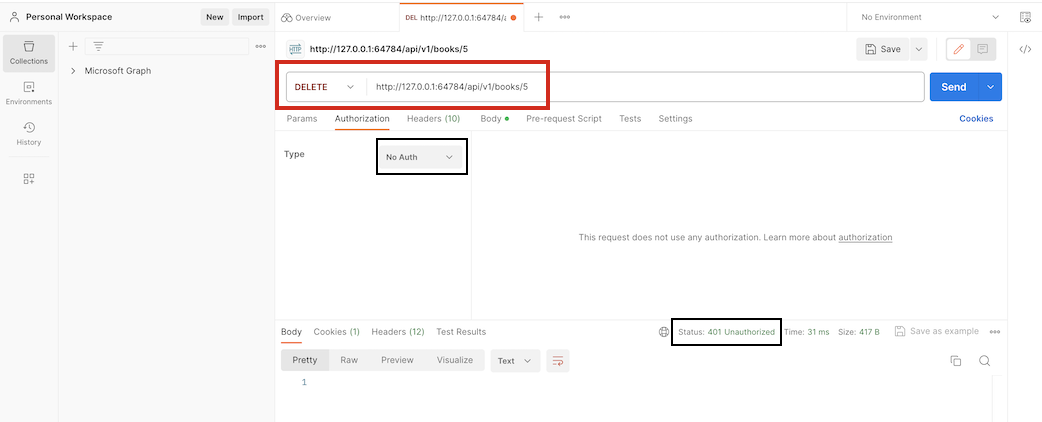 Personal Workspace New Import Overview DEL http://127.0.0.1:64784/a No Environment
Collections
Environments
History
Microsoft Graph
HTTP http://127.0.0.1:64784/api/v1/books/5 Save
DELETE http://127.0.0.1:64784/api/v1/books/5 Send
Params Authorization Headers (10) Body Pre-request Script Tests Settings Cookies
Type No Auth
This request does not use any authorization. Learn more about authorization
Body Cookies (1) Headers (12) Test Results Status: 401 Unauthorized Time: 31 ms Size: 417 B Save as example
Pretty Raw Preview Visualize Text
1